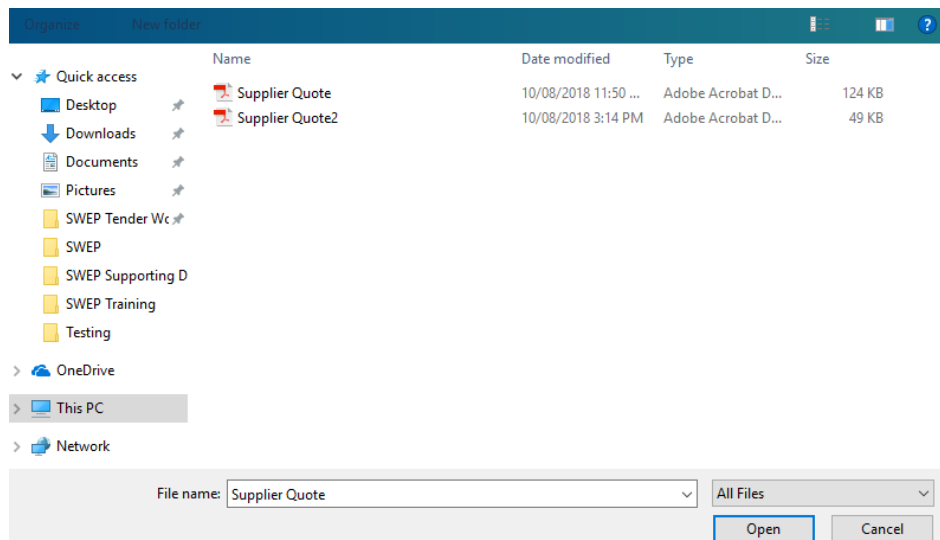 Organize New folder ?
Name Date modified Type Size
Quick access
Supplier Quote 10/08/2018 11:50 ... Adobe Acrobat D... 124 KB
Desktop
Supplier Quote2 10/08/2018 3:14 PM Adobe Acrobat D... 49 KB
Downloads
Documents
Pictures
SWEP Tender Wc
SWEP
SWEP Supporting D
SWEP Training
Testing
OneDrive
This PC
Network
File name: Supplier Quote All Files
Open Cancel